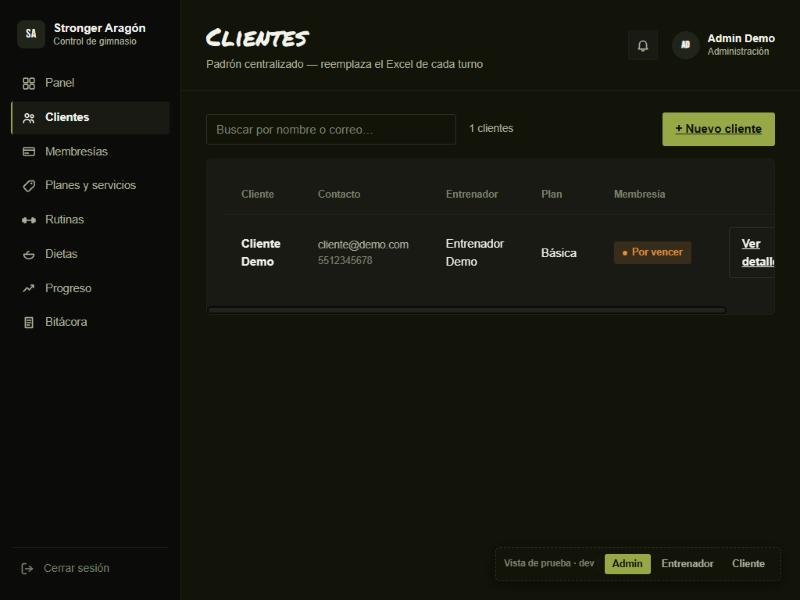 SA
Stronger Aragón
Control de gimnasio
Panel
Clientes
Membresías
Planes y servicios
Rutinas
Dietas
Progreso
Bitácora
Cerrar sesión
Clientes
Padrón centralizado — reemplaza el Excel de cada turno
AD
Admin Demo
Administración
Buscar por nombre o correo...
1 clientes
+ Nuevo cliente
Cliente Contacto Entrenador Plan Membresía
Cliente Demo
cliente@demo.com
5512345678
Entrenador Demo
Básica
Por vencer
Ver
detalle
Vista de prueba · dev
Admin
Entrenador
Cliente